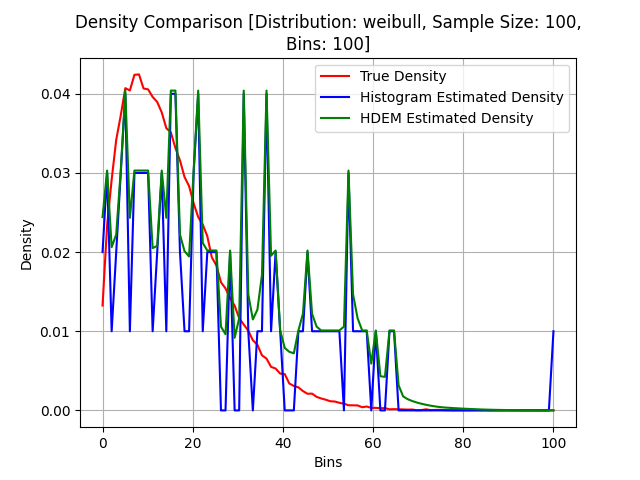 Density Comparison [Distribution: weibull, Sample Size: 100,
Bins: 100]
True Density
Histogram Estimated Density
HDEM Estimated Density
Density
0.04
0.03
0.02
0.01
0.00
0
20
40
60
80
100
Bins